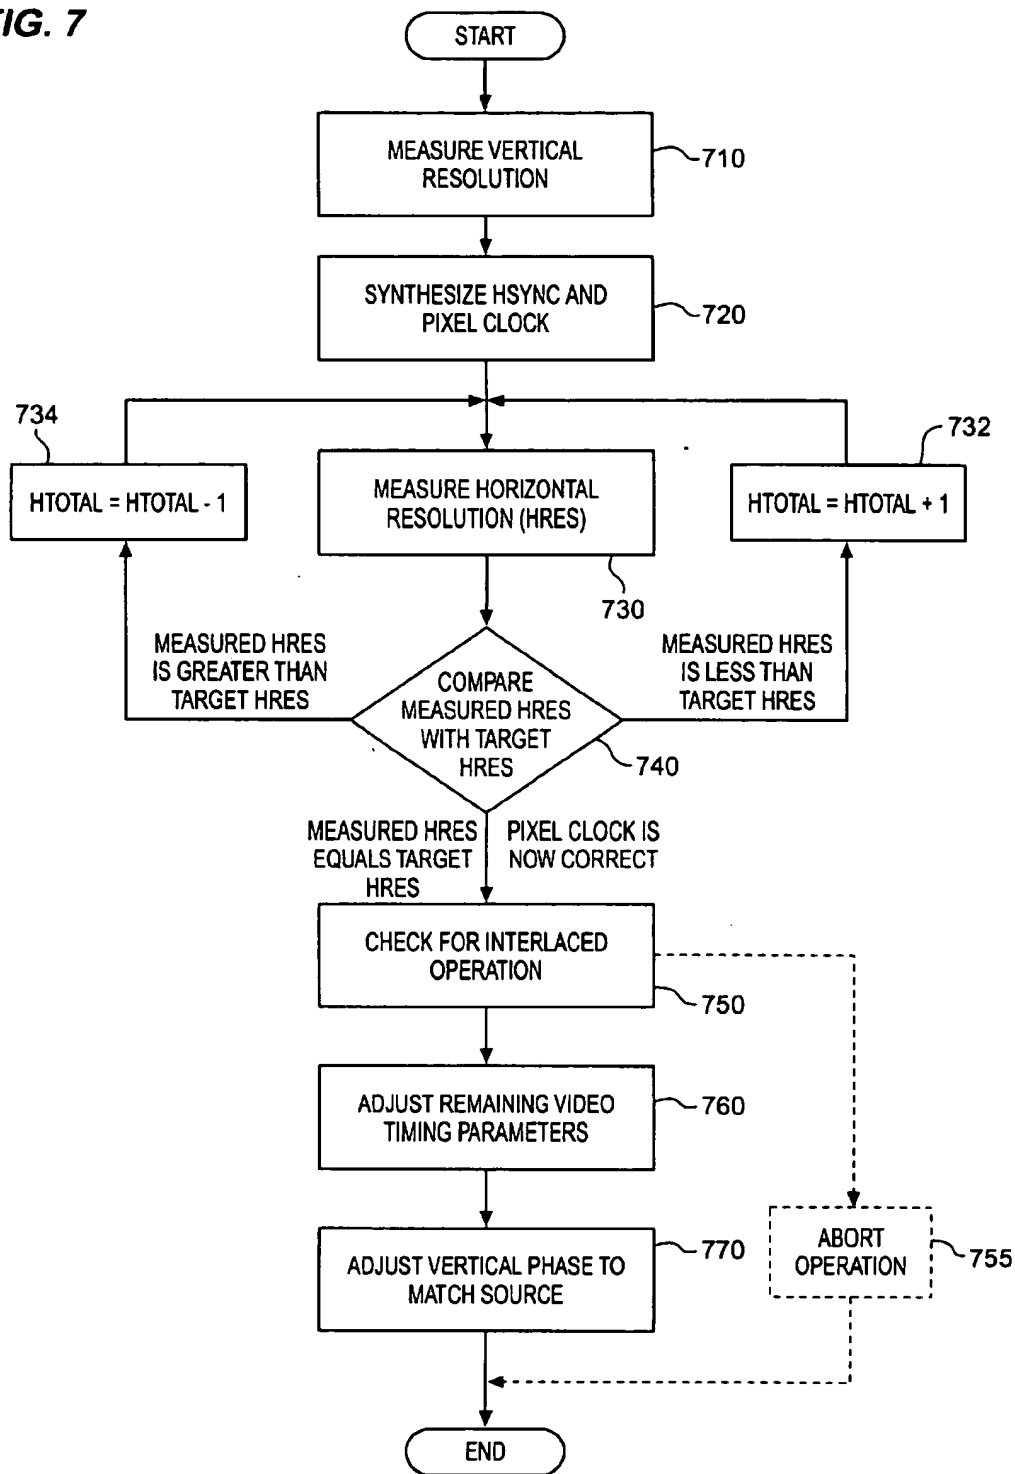 FIG. 7
START
MEASURE VERTICAL
RESOLUTION
710
SYNTHESIZE HSYNC AND
PIXEL CLOCK
720
734
HTOTAL = HTOTAL - 1
MEASURE HORIZONTAL
RESOLUTION (HRES)
730
732
HTOTAL = HTOTAL + 1
MEASURED HRES
IS GREATER THAN
TARGET HRES
COMPARE
MEASURED HRES
WITH TARGET
HRES
740
MEASURED HRES
IS LESS THAN
TARGET HRES
MEASURED HRES
EQUALS TARGET
HRES
PIXEL CLOCK IS
NOW CORRECT
CHECK FOR INTERLACED
OPERATION
750
ADJUST REMAINING VIDEO
TIMING PARAMETERS
760
ADJUST VERTICAL PHASE TO
MATCH SOURCE
770
ABORT
OPERATION
755
END